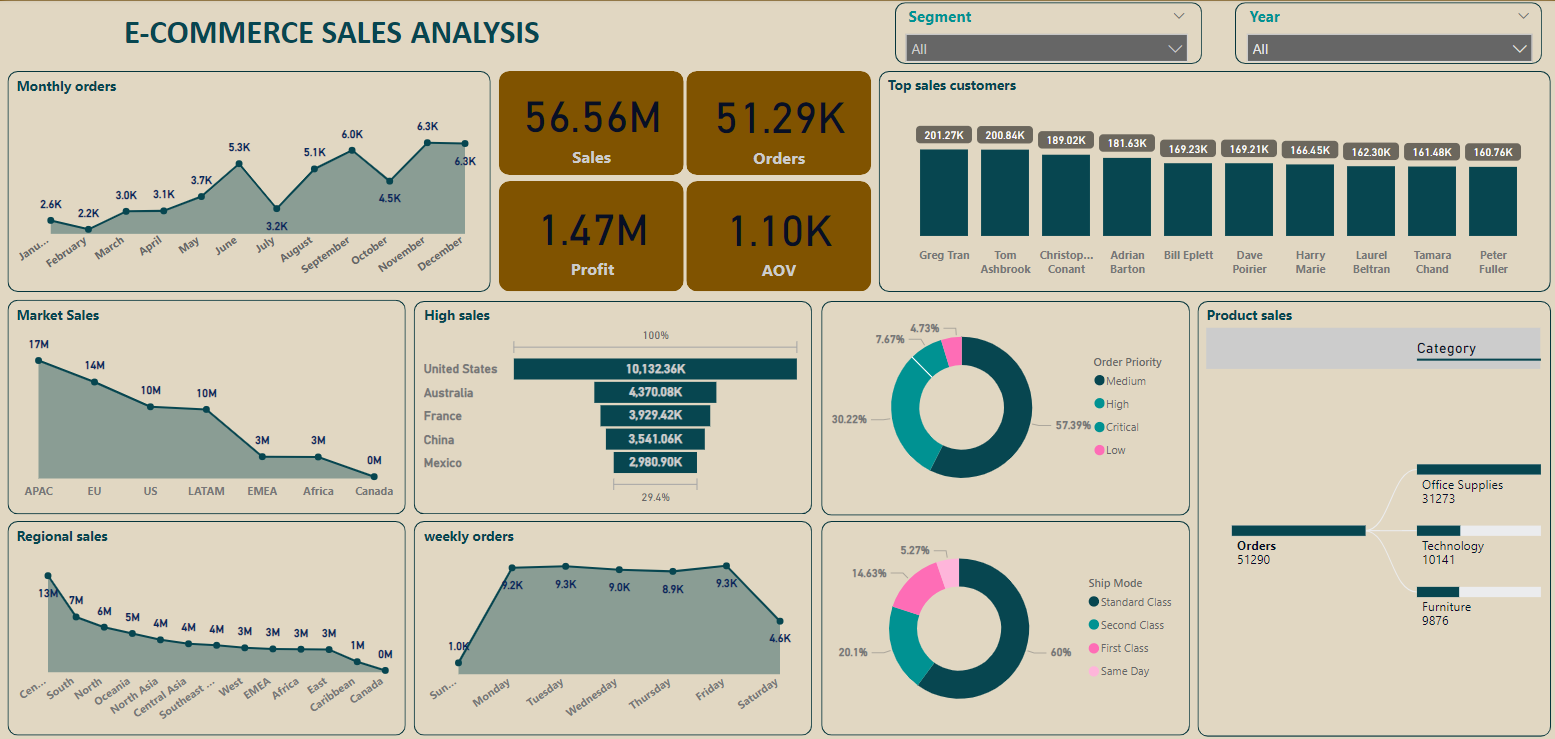 E-COMMERCE SALES ANALYSIS
Segment
All
Year
All
Monthly orders
2.6K
2.2K
3.0K
3.1K
3.7K
5.3K
3.2K
5.1K
6.0K
4.5K
6.3K
6.3K
Janu...
February
March
April
May
June
July
August
September
October
November
December
56.56M
Sales
51.29K
Orders
1.47M
Profit
1.10K
AOV
Top sales customers
201.27K
200.84K
189.02K
181.63K
169.23K
169.21K
166.45K
162.30K
161.48K
160.76K
Greg Tran
Tom
Ashbrook
Christop...
Conant
Adrian
Barton
Bill Eplett
Dave
Poirier
Harry
Marie
Laurel
Beltran
Tamara
Chand
Peter
Fuller
Market Sales
17M
14M
10M
10M
3M
3M
0M
APAC
EU
US
LATAM
EMEA
Africa
Canada
High sales
100%
United States
10,132.36K
Australia
4,370.08K
France
3,929.42K
China
3,541.06K
Mexico
2,980.90K
29.4%
4.73%
7.67%
30.22%
57.39%
Order Priority
Medium
High
Critical
Low
Product sales
Category
Orders
51290
Office Supplies
31273
Technology
10141
Furniture
9876
Regional sales
13M
7M
6M
5M
4M
4M
4M
3M
3M
3M
3M
1M
0M
Cen...
South
North
Oceania
North Asia
Central Asia
Southeast ...
West
EMEA
Africa
East
Caribbean
Canada
weekly orders
1.0K
9.2K
9.3K
9.0K
8.9K
9.3K
4.6K
Sun...
Monday
Tuesday
Wednesday
Thursday
Friday
Saturday
5.27%
14.63%
20.1%
60%
Ship Mode
Standard Class
Second Class
First Class
Same Day